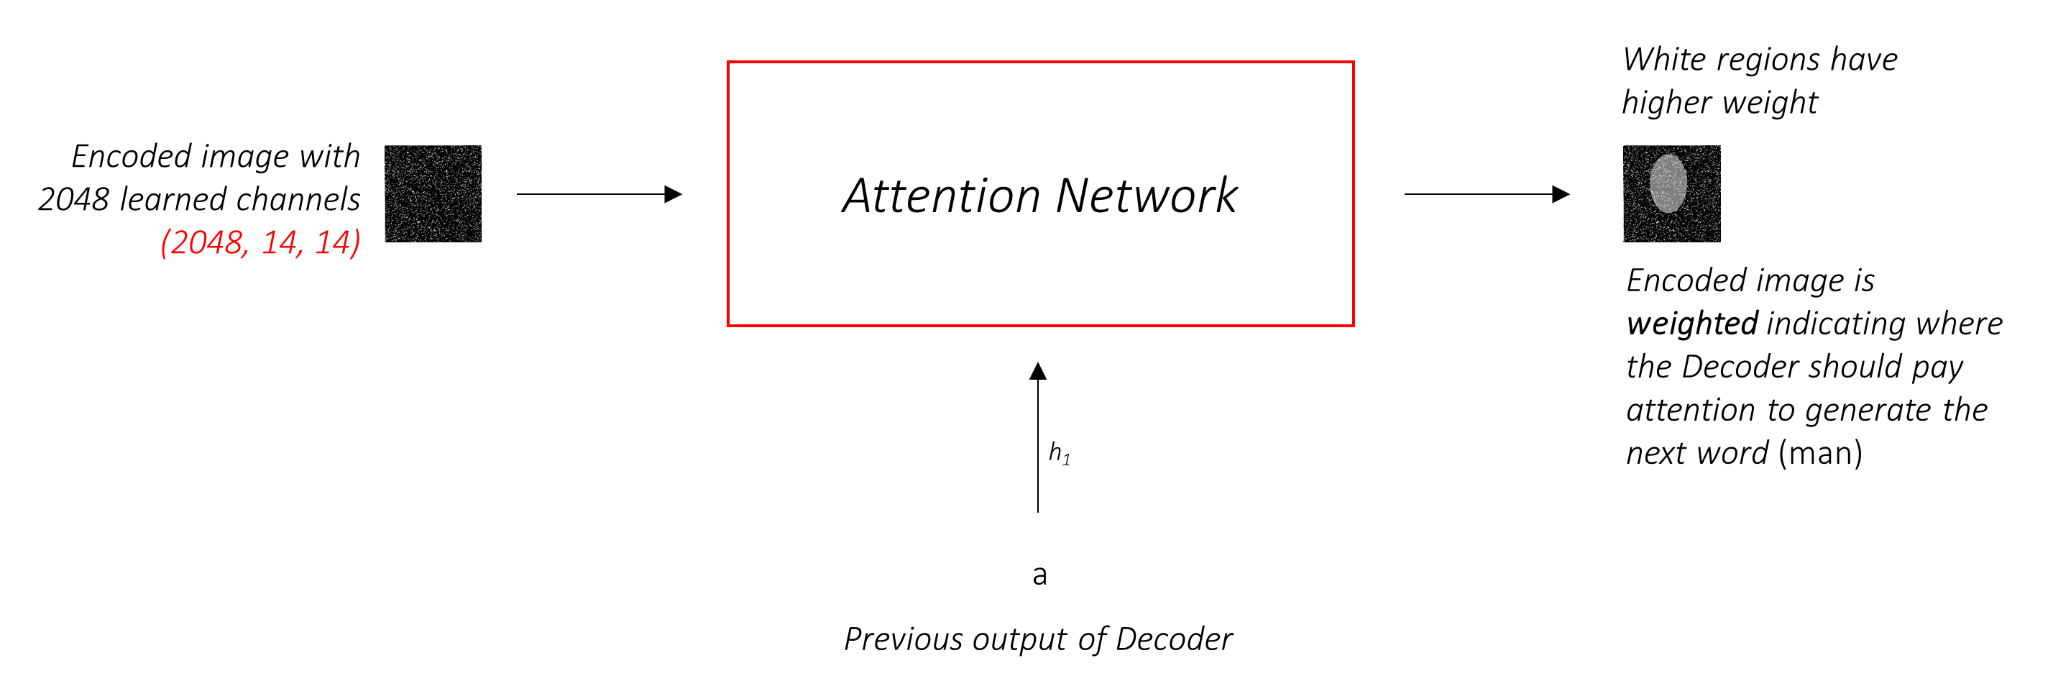 Encoded image with
2048 learned channels
(2048, 14, 14)
Attention Network
White regions have
higher weight
Encoded image is
weighted indicating where
the Decoder should pay
attention to generate the
next word (man)
h₁
a
Previous output of Decoder